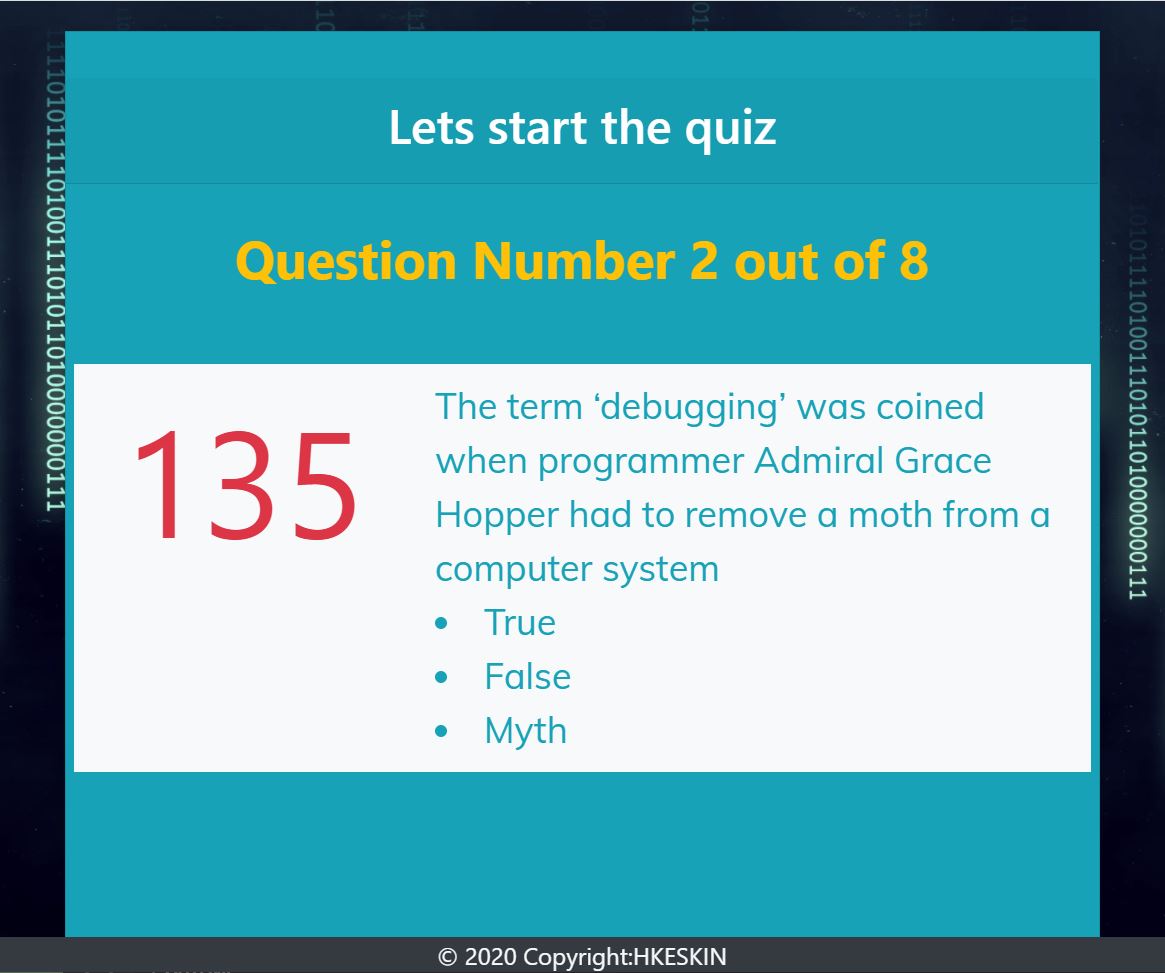 Lets start the quiz
Question Number 2 out of 8
135
The term ‘debugging’ was coined
when programmer Admiral Grace
Hopper had to remove a moth from a
computer system
True
False
Myth
© 2020 Copyright:HKESKIN